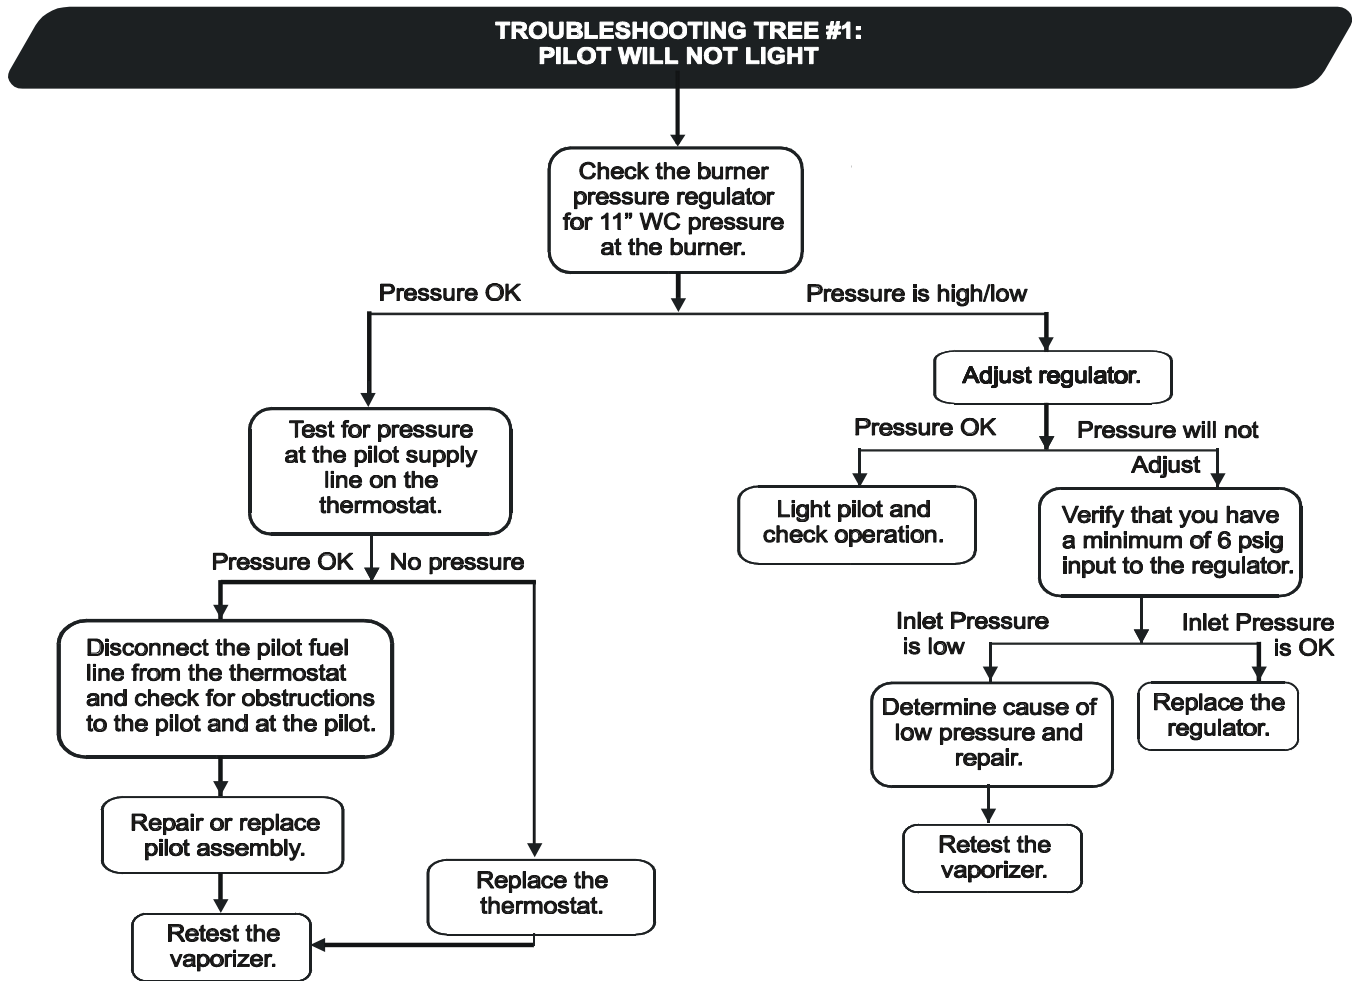 TROUBLESHOOTING TREE #1:
PILOT WILL NOT LIGHT
Check the burner
pressure regulator
for 11” WC pressure
at the burner.
Pressure OK
Pressure is high/low
Adjust regulator.
Test for pressure
at the pilot supply
line on the
thermostat.
Pressure OK
Pressure will not
Adjust
Light pilot and
check operation.
Verify that you have
a minimum of 6 psig
input to the regulator.
Pressure OK
No pressure
Inlet Pressure
is low
Inlet Pressure
is OK
Disconnect the pilot fuel
line from the thermostat
and check for obstructions
to the pilot and at the pilot.
Determine cause of
low pressure and
repair.
Replace the
regulator.
Repair or replace
pilot assembly.
Retest the
vaporizer.
Replace the
thermostat.
Retest the
vaporizer.